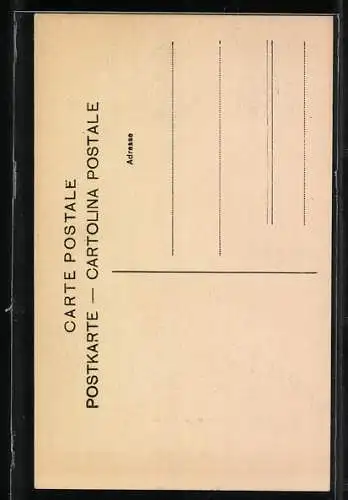 CARTE POSTALE
POSTKARTE — CARTOLINA POSTALE
Adresse